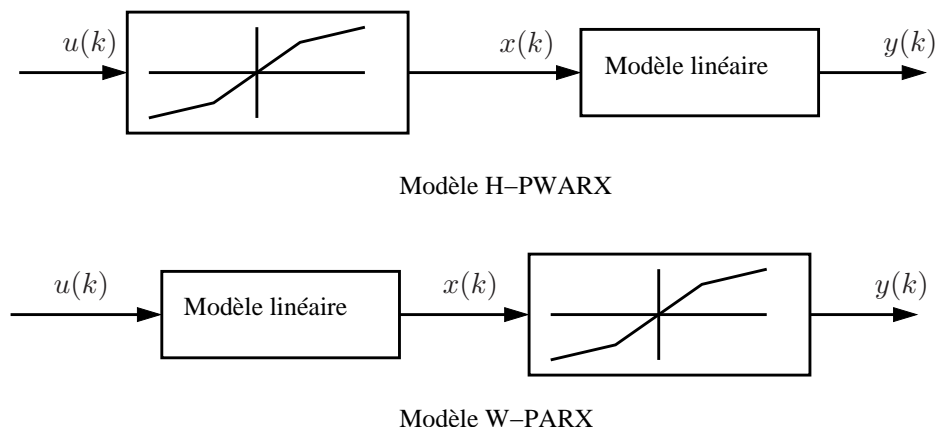 u(k) x(k) Modèle linéaire y(k)
Modèle H–PWARX
u(k) Modèle linéaire x(k) y(k)
Modèle W–PARX